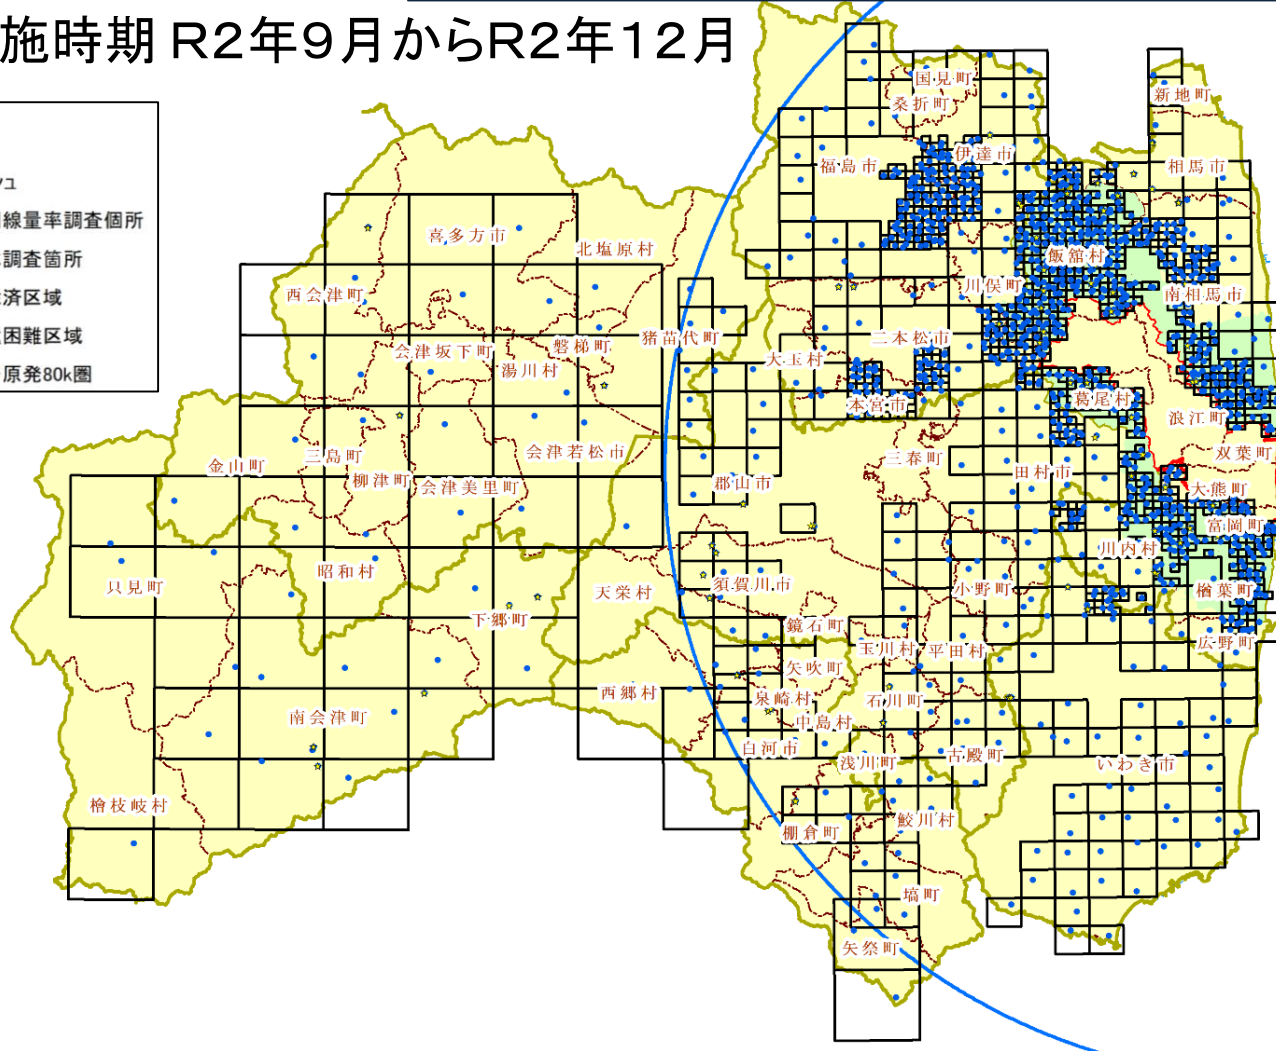 施時期 R2年9月からR2年12月
線量率調査個所
調査箇所
済区域
困難区域
原発80k圏
国見町
桑折町
新地町
福島市
伊達市
相馬市
喜多方市
北塩原村
飯舘村
西会津町
川俣町
南相馬市
猪苗代町
二本松市
会津坂下町
磐梯町
大玉村
湯川村
本宮市
葛尾村
浪江町
会津若松市
三島町
三春町
双葉町
金山町
田村市
柳津町
会津美里町
郡山市
大熊町
富岡町
川内村
昭和村
只見町
須賀川市
小野町
楢葉町
天栄村
下郷町
鏡石町
広野町
玉川村
平田村
矢吹町
西郷村
泉崎村
石川町
南会津町
中島村
白河市
古殿町
浅川町
いわき市
檜枝岐村
鮫川村
棚倉町
塙町
矢祭町